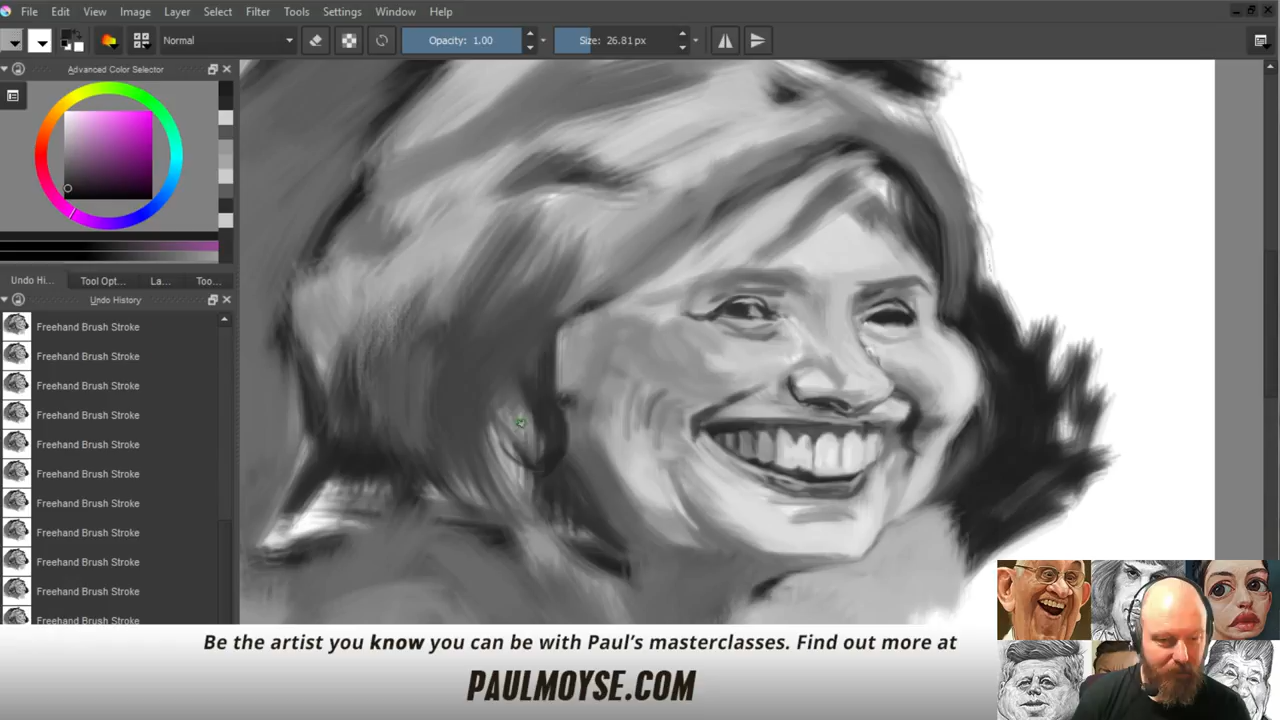 File Edit View Image Layer Select Filter Tools Settings Window Help
Normal Opacity: 1.00 Size: 26.81 px
Advanced Color Selector
Undo Hi... Tool Opt... La... Too...
Undo History
Freehand Brush Stroke
Freehand Brush Stroke
Freehand Brush Stroke
Freehand Brush Stroke
Freehand Brush Stroke
Freehand Brush Stroke
Freehand Brush Stroke
Freehand Brush Stroke
Freehand Brush Stroke
Freehand Brush Stroke
Freehand Brush Stroke
Be the artist you know you can be with Paul's masterclasses. Find out more at
PAULMOYSE.COM